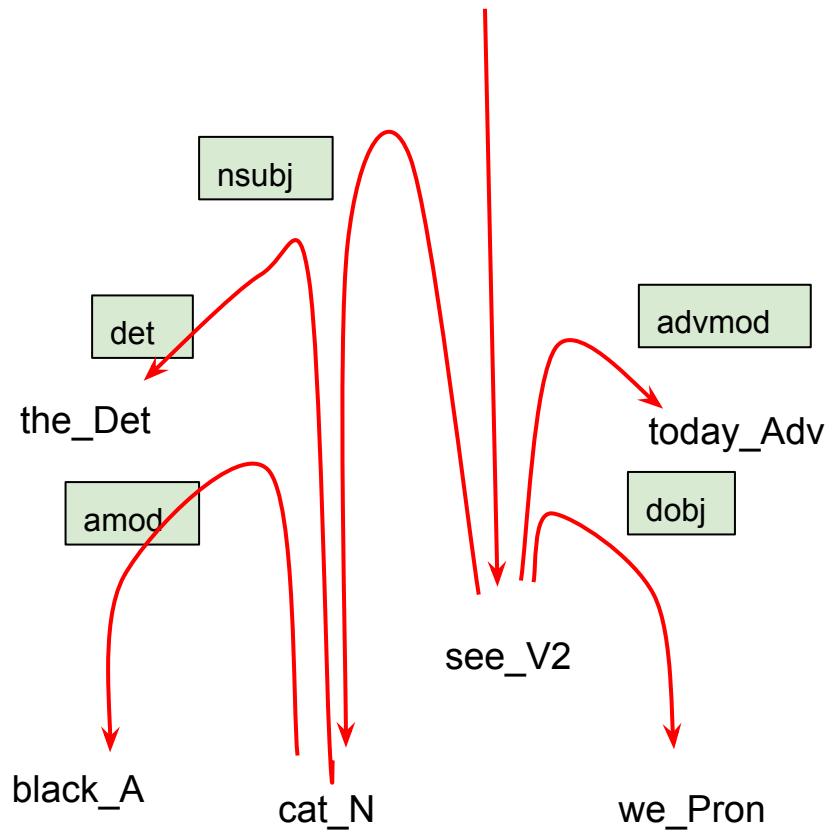 nsubj
det
advmod
the_Det
today_Adv
amod
dobj
see_V2
black_A
cat_N
we_Pron